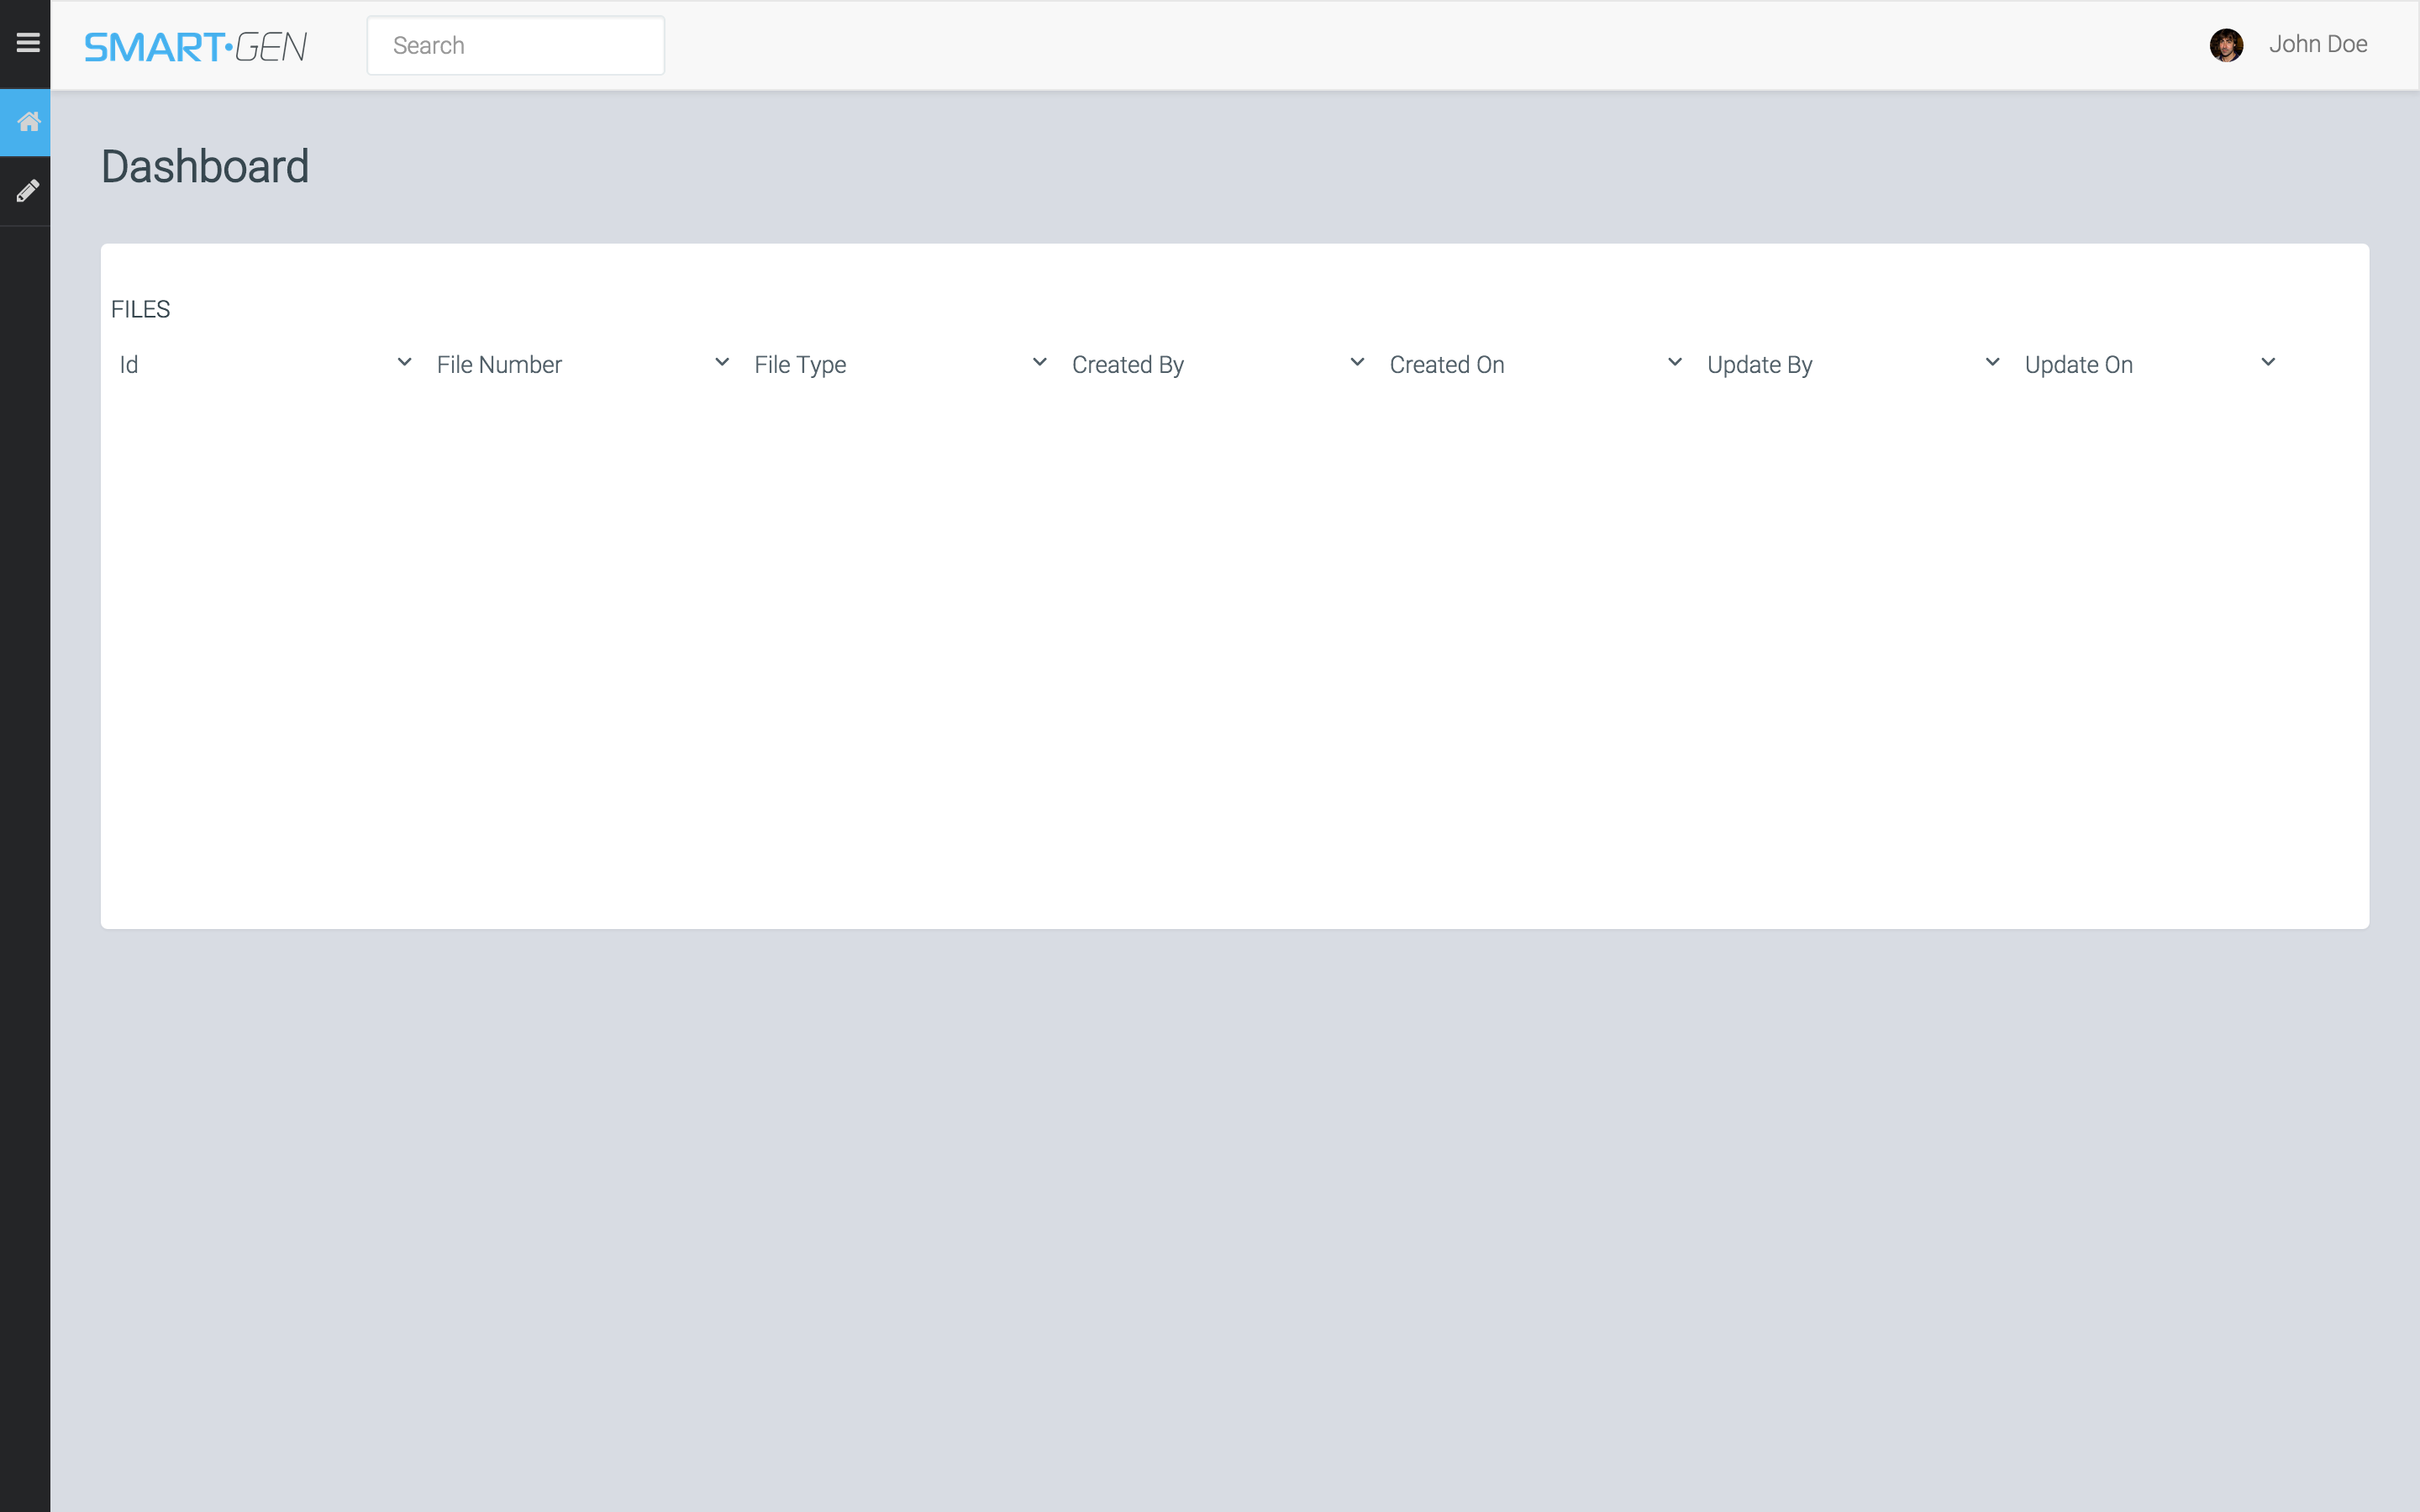 SMART·GEN
Search
John Doe
Dashboard
FILES
Id File Number File Type Created By Created On Update By Update On